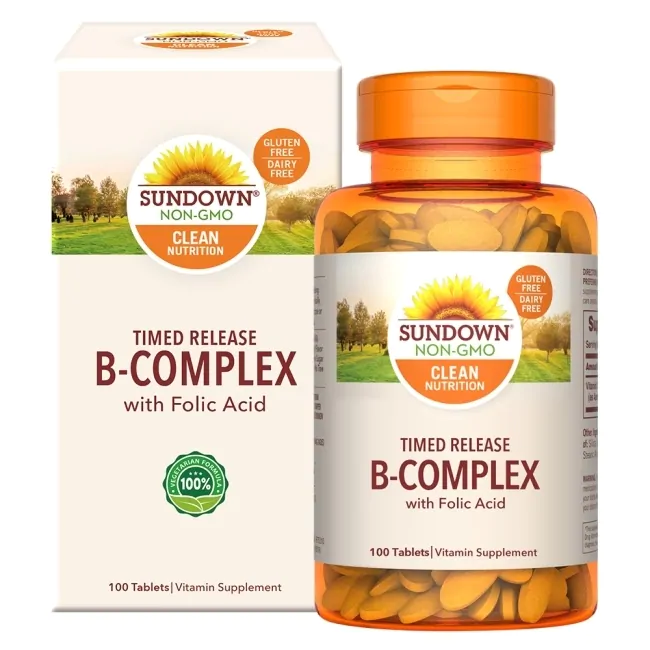 SUNDOWN®
NON-GMO
CLEAN
NUTRITION
GLUTEN
FREE
DAIRY
FREE
TIMED RELEASE
B-COMPLEX
with Folic Acid
VEGETARIAN FORMULA
100%
100 Tablets|Vitamin Supplement
GLUTEN
FREE
DAIRY
FREE
SUNDOWN®
NON-GMO
CLEAN
NUTRITION
TIMED RELEASE
B-COMPLEX
with Folic Acid
100 Tablets|Vitamin Supplement